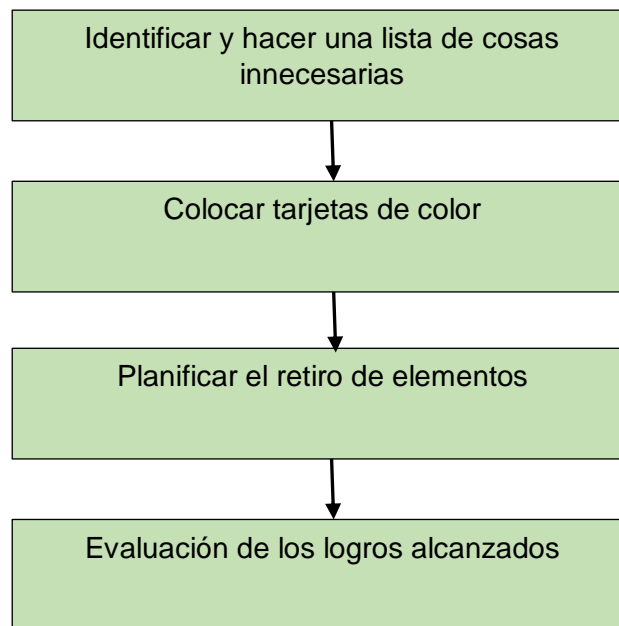 Identificar y hacer una lista de cosas
innecesarias
Colocar tarjetas de color
Planificar el retiro de elementos
Evaluación de los logros alcanzados